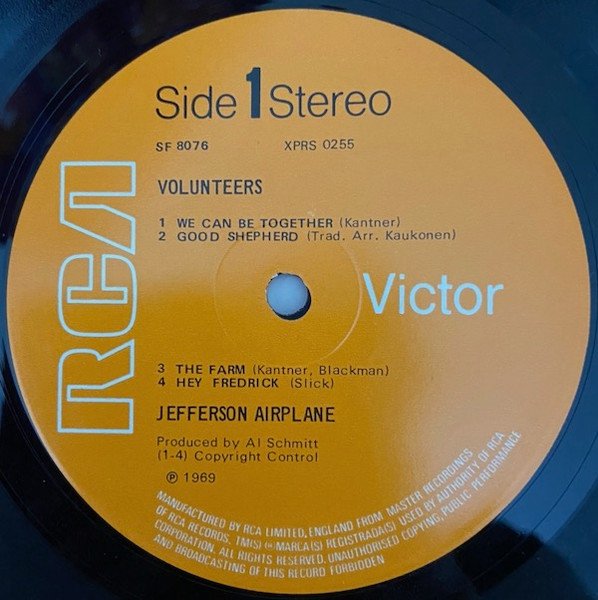 Side 1 Stereo
SF 8076 XPRS 0255
VOLUNTEERS
1 WE CAN BE TOGETHER (Kantner)
2 GOOD SHEPHERD (Trad. Arr. Kaukonen)
RCA
Victor
3 THE FARM (Kantner, Blackman)
4 HEY FREDRICK (Slick)
JEFFERSON AIRPLANE
Produced by Al Schmitt
(1-4) Copyright Control
℗ 1969
MANUFACTURED BY RCA LIMITED, ENGLAND FROM MASTER RECORDINGS
OF RCA RECORDS. TM(S) ® MARCA(S) REGISTRADA(S) USED BY AUTHORITY OF RCA
CORPORATION. ALL RIGHTS RESERVED. UNAUTHORISED COPYING, PUBLIC PERFORMANCE
AND BROADCASTING OF THIS RECORD FORBIDDEN